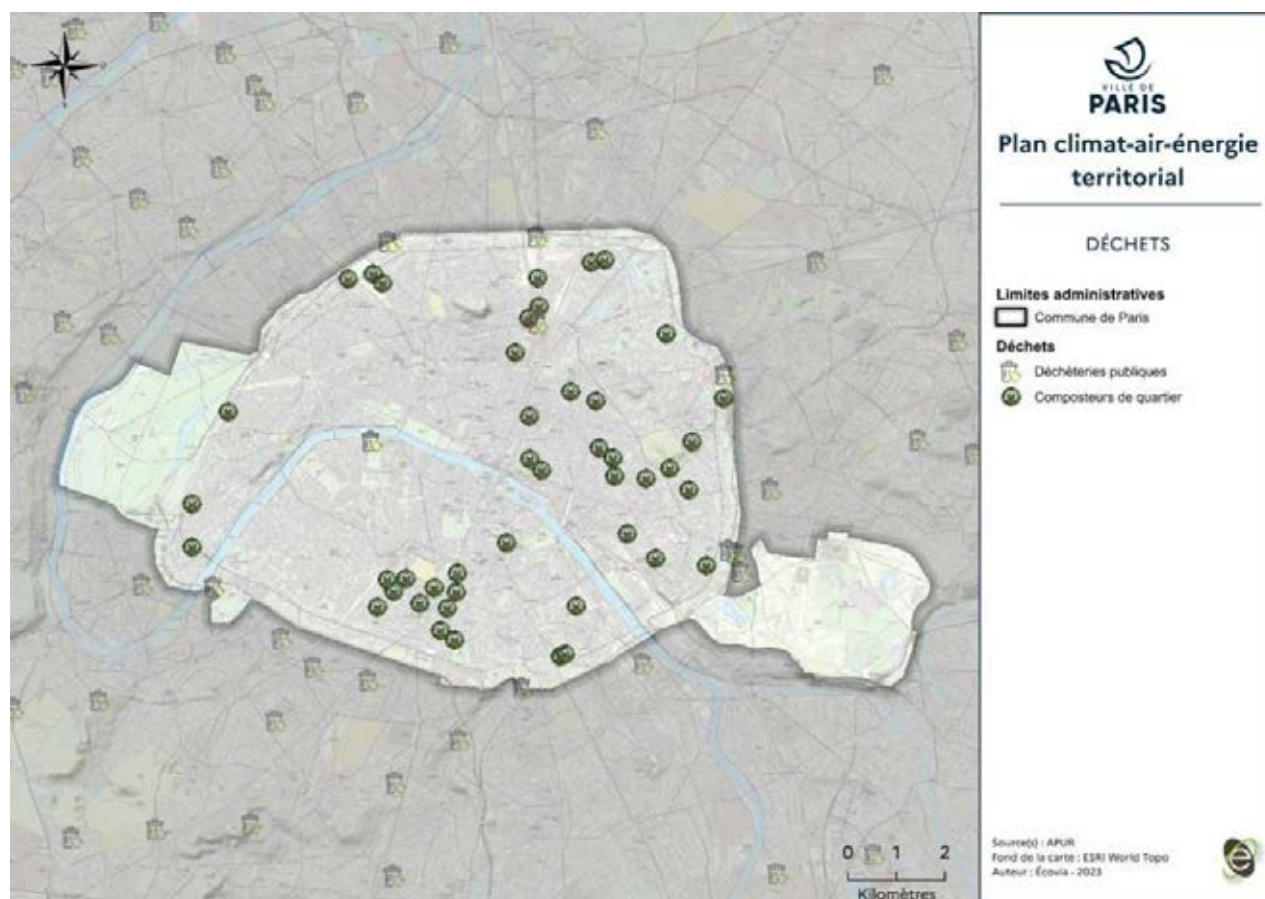 VILLE DE
PARIS
Plan climat-air-énergie
territorial
DÉCHETS
Limites administratives
Commune de Paris
Déchets
Déchèteries publiques
Composteurs de quartier
0 1 2
Kilomètres
Source(s) : APUR
Fond de la carte : ESRI World Topo
Auteur : Écovia - 2023